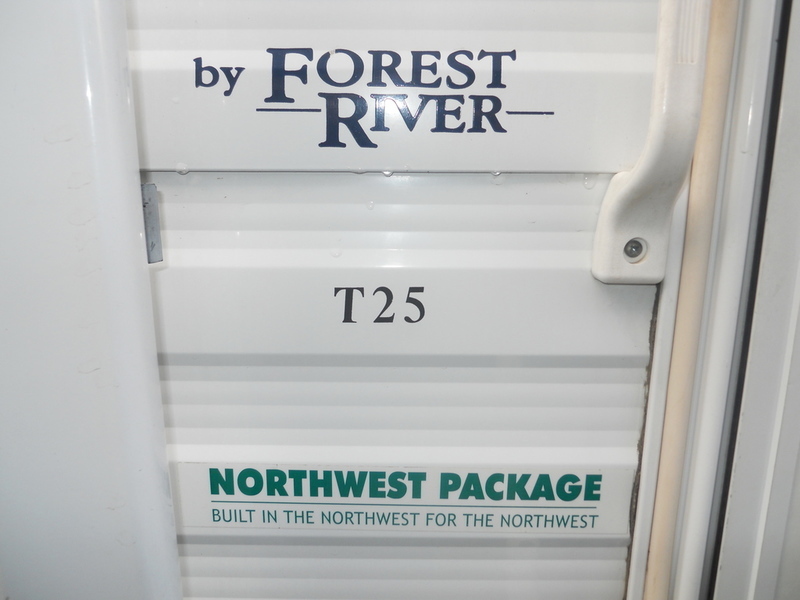 by FOREST
RIVER
T25
NORTHWEST PACKAGE
BUILT IN THE NORTHWEST FOR THE NORTHWEST